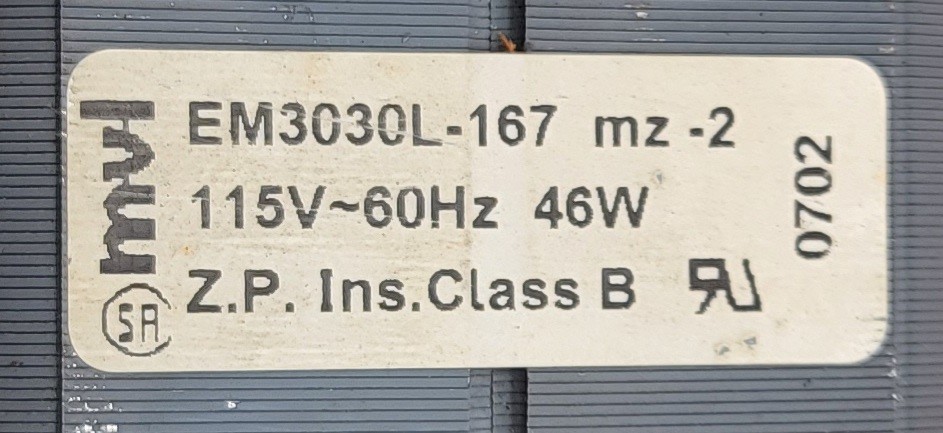 EM3030L-167 mz -2
115V~60Hz 46W
Z.P. Ins.Class B
0702
mvl
SA